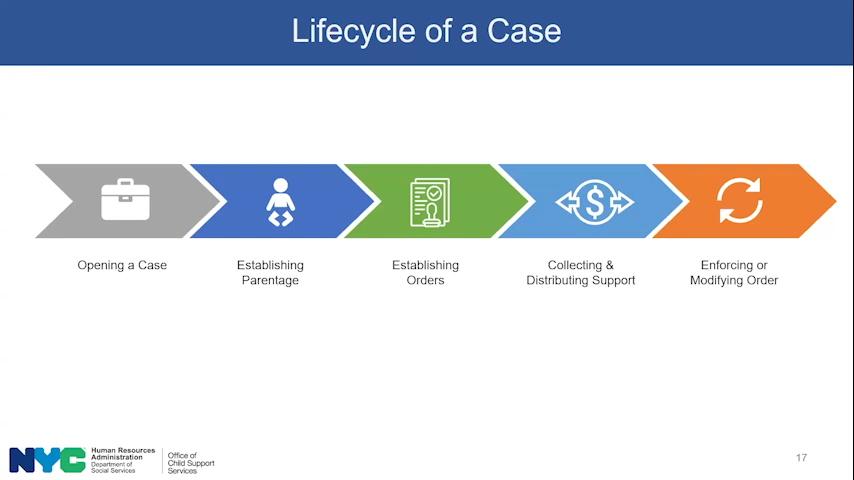 Lifecycle of a Case
$
Opening a Case
Establishing
Parentage
Establishing
Orders
Collecting &
Distributing Support
Enforcing or
Modifying Order
NYC
Human Resources
Administration
Department of
Social Services
Office of
Child Support
Services
17